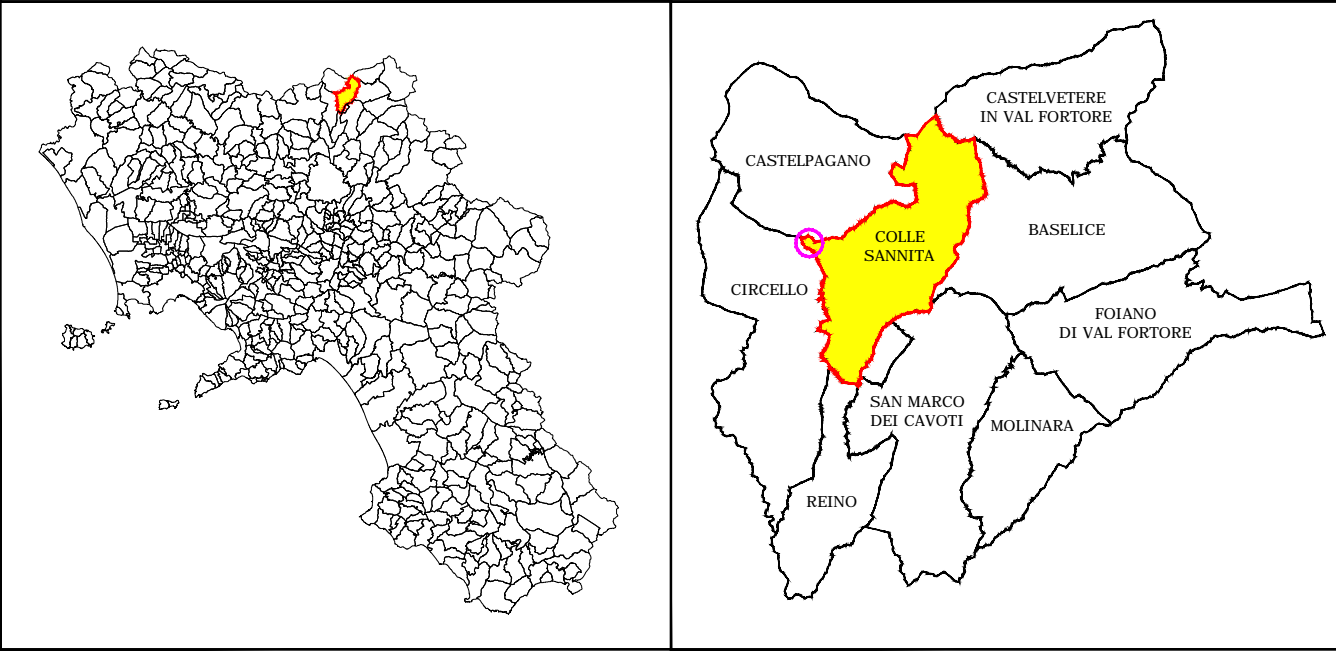 CASTELVETERE
IN VAL FORTORE
CASTELPAGANO
BASELICE
COLLE
SANNITA
CIRCELLO
FOIANO
DI VAL FORTORE
SAN MARCO
DEI CAVOTI
MOLINARA
REINO